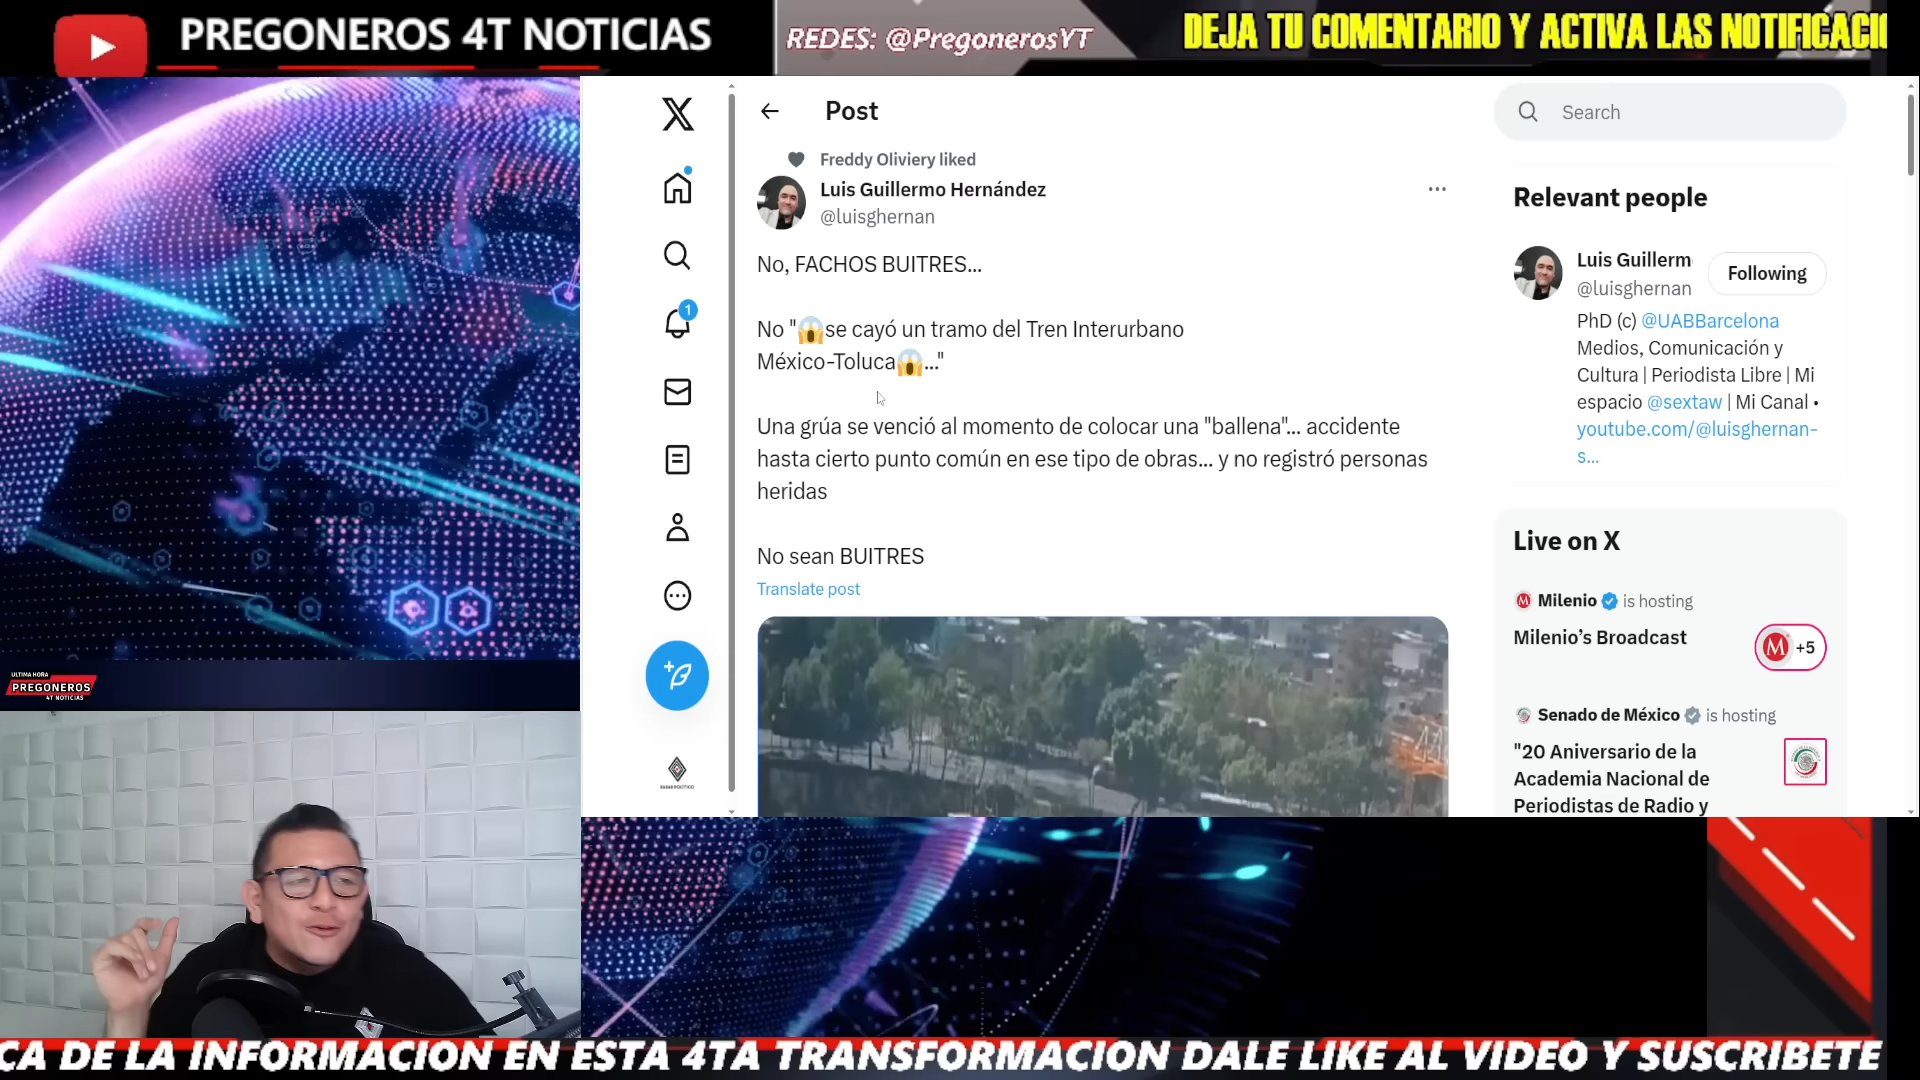 PREGONEROS 4T NOTICIAS
REDES: @PregonerosYT
DEJA TU COMENTARIO Y ACTIVA LAS NOTIFICACI
Post
Search
Freddy Oliviery liked
Luis Guillermo Hernández
@luisghernan
No, FACHOS BUITRES...
No "😱se cayó un tramo del Tren Interurbano
México-Toluca😱..."
Una grúa se venció al momento de colocar una "ballena"... accidente
hasta cierto punto común en ese tipo de obras... y no registró personas
heridas
No sean BUITRES
Translate post
1
Relevant people
Luis Guillerm
Following
@luisghernan
PhD (c) @UABBarcelona
Medios, Comunicación y
Cultura | Periodista Libre | Mi
espacio @sextaw | Mi Canal •
youtube.com/@luisghernan-
s...
Live on X
Milenio is hosting
Milenio's Broadcast
M +5
Senado de México is hosting
"20 Aniversario de la
Academia Nacional de
Periodistas de Radio y
ULTIMA HORA
PREGONEROS
4T NOTICIAS
CA DE LA INFORMACION EN ESTA 4TA TRANSFORMACION DALE LIKE AL VIDEO Y SUSCRIBETE